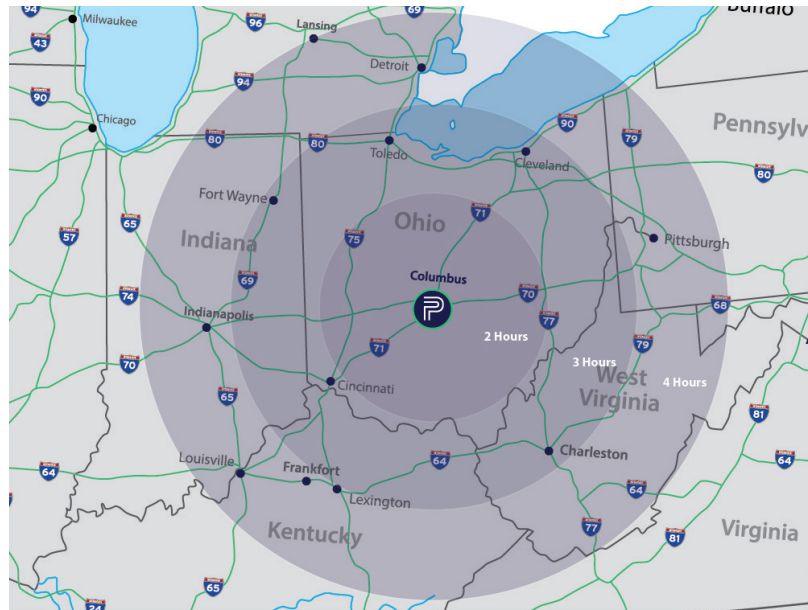 94
69
Buffalo
Milwaukee
96
Lansing
43
Detroit
94
90
Chicago
90
79
Pennsylv
80
80
Toledo
Cleveland
80
Fort Wayne
Ohio
71
65
57
Indiana
75
Pittsburgh
Columbus
69
74
70
68
P
Indianapolis
77
2 Hours
71
79
70
3 Hours
West
Virginia
4 Hours
Cincinnati
65
81
Louisville
Charleston
64
Frankfort
64
64
Lexington
64
Kentucky
77
Virginia
81
65
24